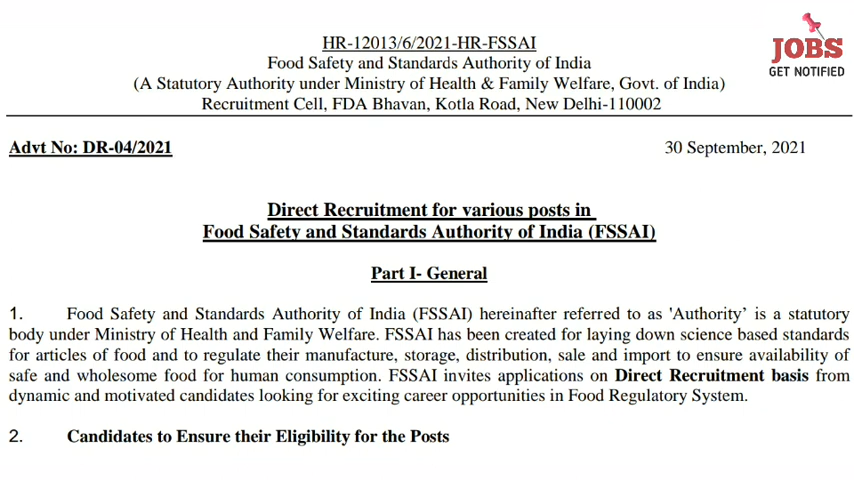 HR-12013/6/2021-HR-FSSAI
Food Safety and Standards Authority of India
(A Statutory Authority under Ministry of Health & Family Welfare, Govt. of India)
Recruitment Cell, FDA Bhavan, Kotla Road, New Delhi-110002
JOBS
GET NOTIFIED
Advt No: DR-04/2021 30 September, 2021
Direct Recruitment for various posts in
Food Safety and Standards Authority of India (FSSAI)
Part I- General
1. Food Safety and Standards Authority of India (FSSAI) hereinafter referred to as 'Authority’ is a statutory
body under Ministry of Health and Family Welfare. FSSAI has been created for laying down science based standards
for articles of food and to regulate their manufacture, storage, distribution, sale and import to ensure availability of
safe and wholesome food for human consumption. FSSAI invites applications on Direct Recruitment basis from
dynamic and motivated candidates looking for exciting career opportunities in Food Regulatory System.
2. Candidates to Ensure their Eligibility for the Posts